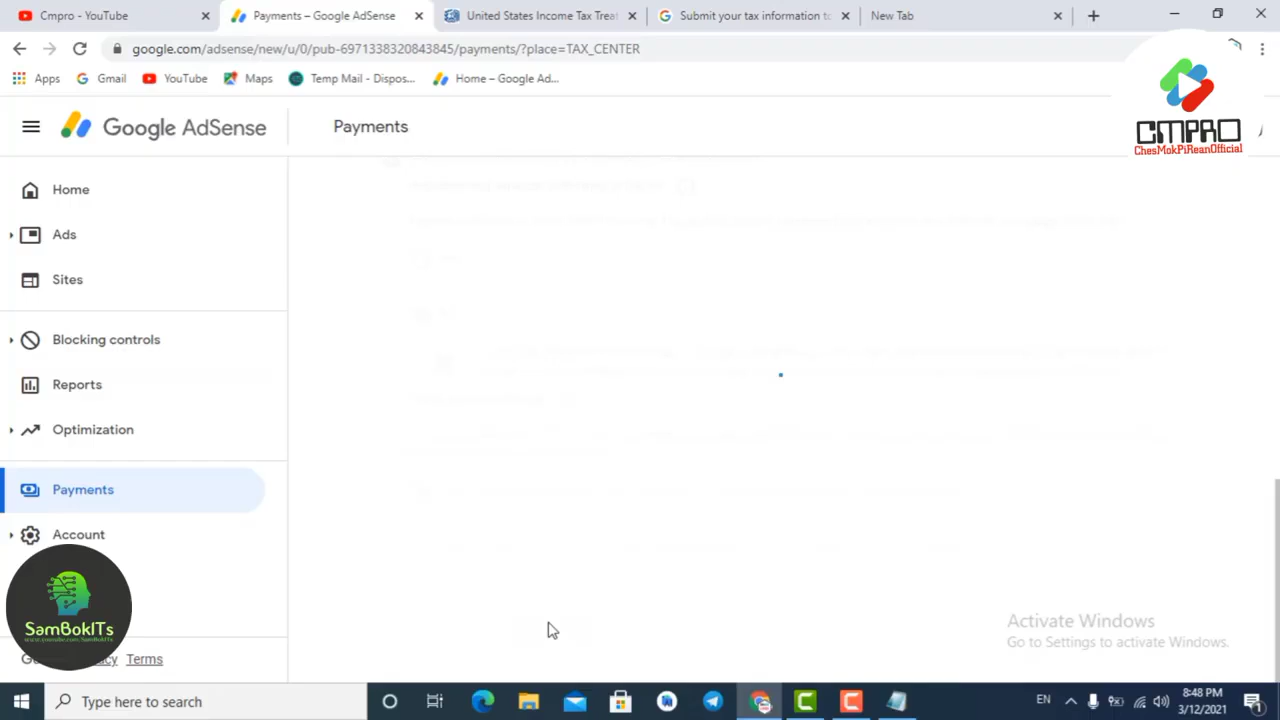 Cmpro - YouTube
Payments – Google AdSense
United States Income Tax Treat
Submit your tax information to
New Tab
google.com/adsense/new/u/0/pub-6971338320843845/payments/?place=TAX_CENTER
Apps
Gmail
YouTube
Maps
Temp Mail - Dispos...
Home – Google Ad...
CMPRO
ChesMokPiReanOfficial
Google AdSense
Payments
Home
Ads
Sites
Blocking controls
Reports
Optimization
Payments
Account
SamBokITs
Terms
Activate Windows
Go to Settings to activate Windows.
Type here to search
EN
8:48 PM
3/12/2021
1